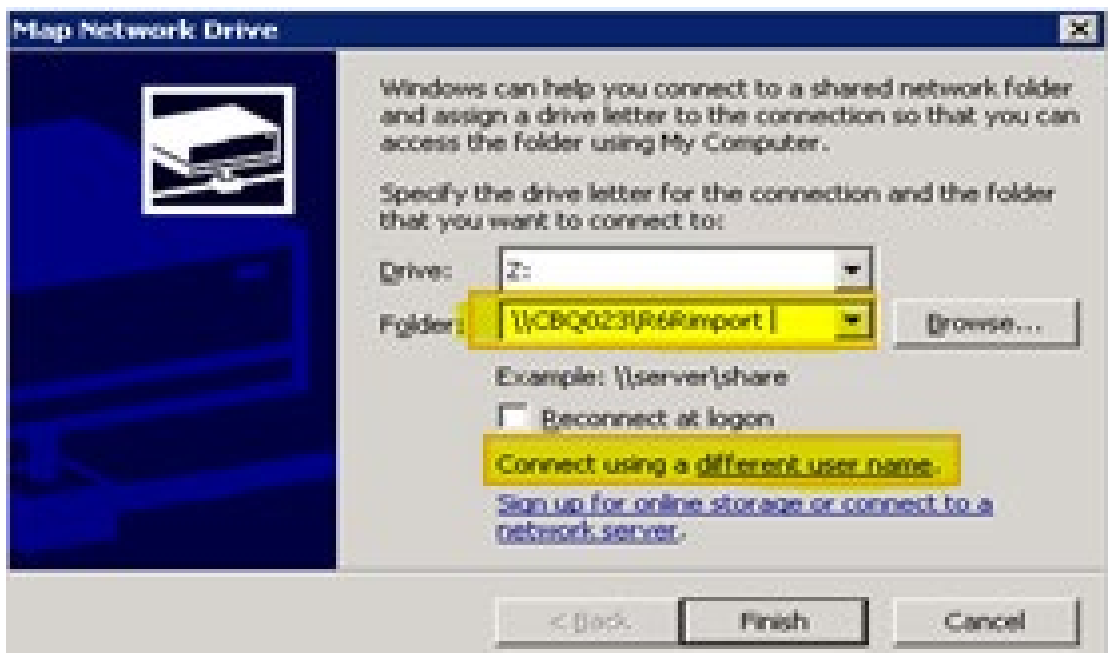 Map Network Drive
Windows can help you connect to a shared network folder
and assign a drive letter to the connection so that you can
access the folder using My Computer.
Specify the drive letter for the connection and the folder
that you want to connect to:
Drive: Z:
Folder: \\CBQ023\R6Rimport
Browse...
Example: \\server\share
Reconnect at logon
Connect using a different user name.
Sign up for online storage or connect to a
network server.
< Back Finish Cancel